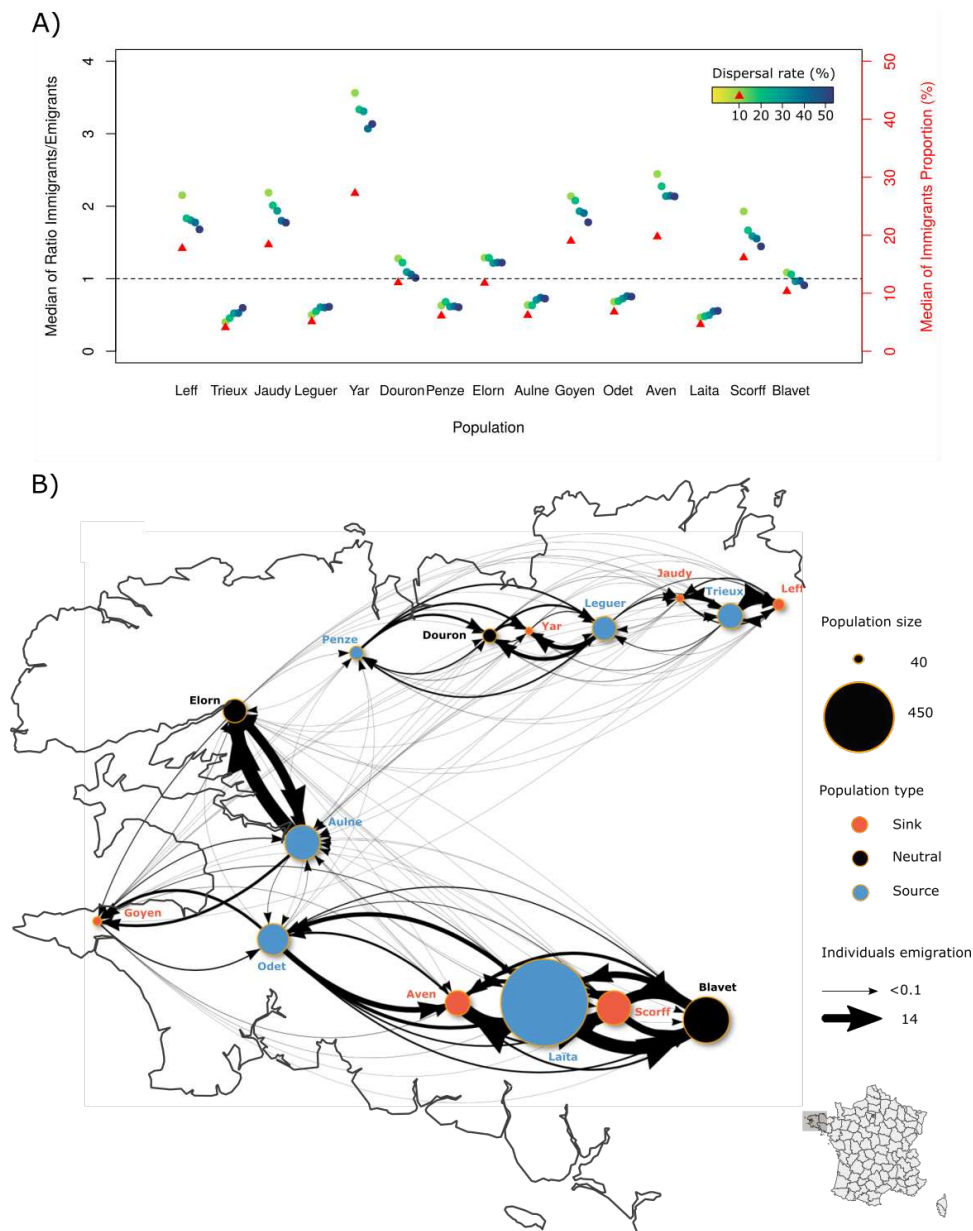 A)
Median of Ratio Immigrants/Emigrants
4
3
2
1
0
Dispersal rate (%)
10 20 30 40 50
50
40
30
20
10
0
Median of Immigrants Proportion (%)
Leff Trieux Jaudy Leguer Yar Douron Penze Elorn Aulne Goyen Odet Aven Laïta Scorff Blavet
Population
B)
Jaudy
Leff
Trieux
Leguer
Yar
Douron
Penze
Elorn
Aulne
Goyen
Odet
Aven
Blavet
Scorff
Laïta
Population size
40
450
Population type
Sink
Neutral
Source
Individuals emigration
<0.1
14